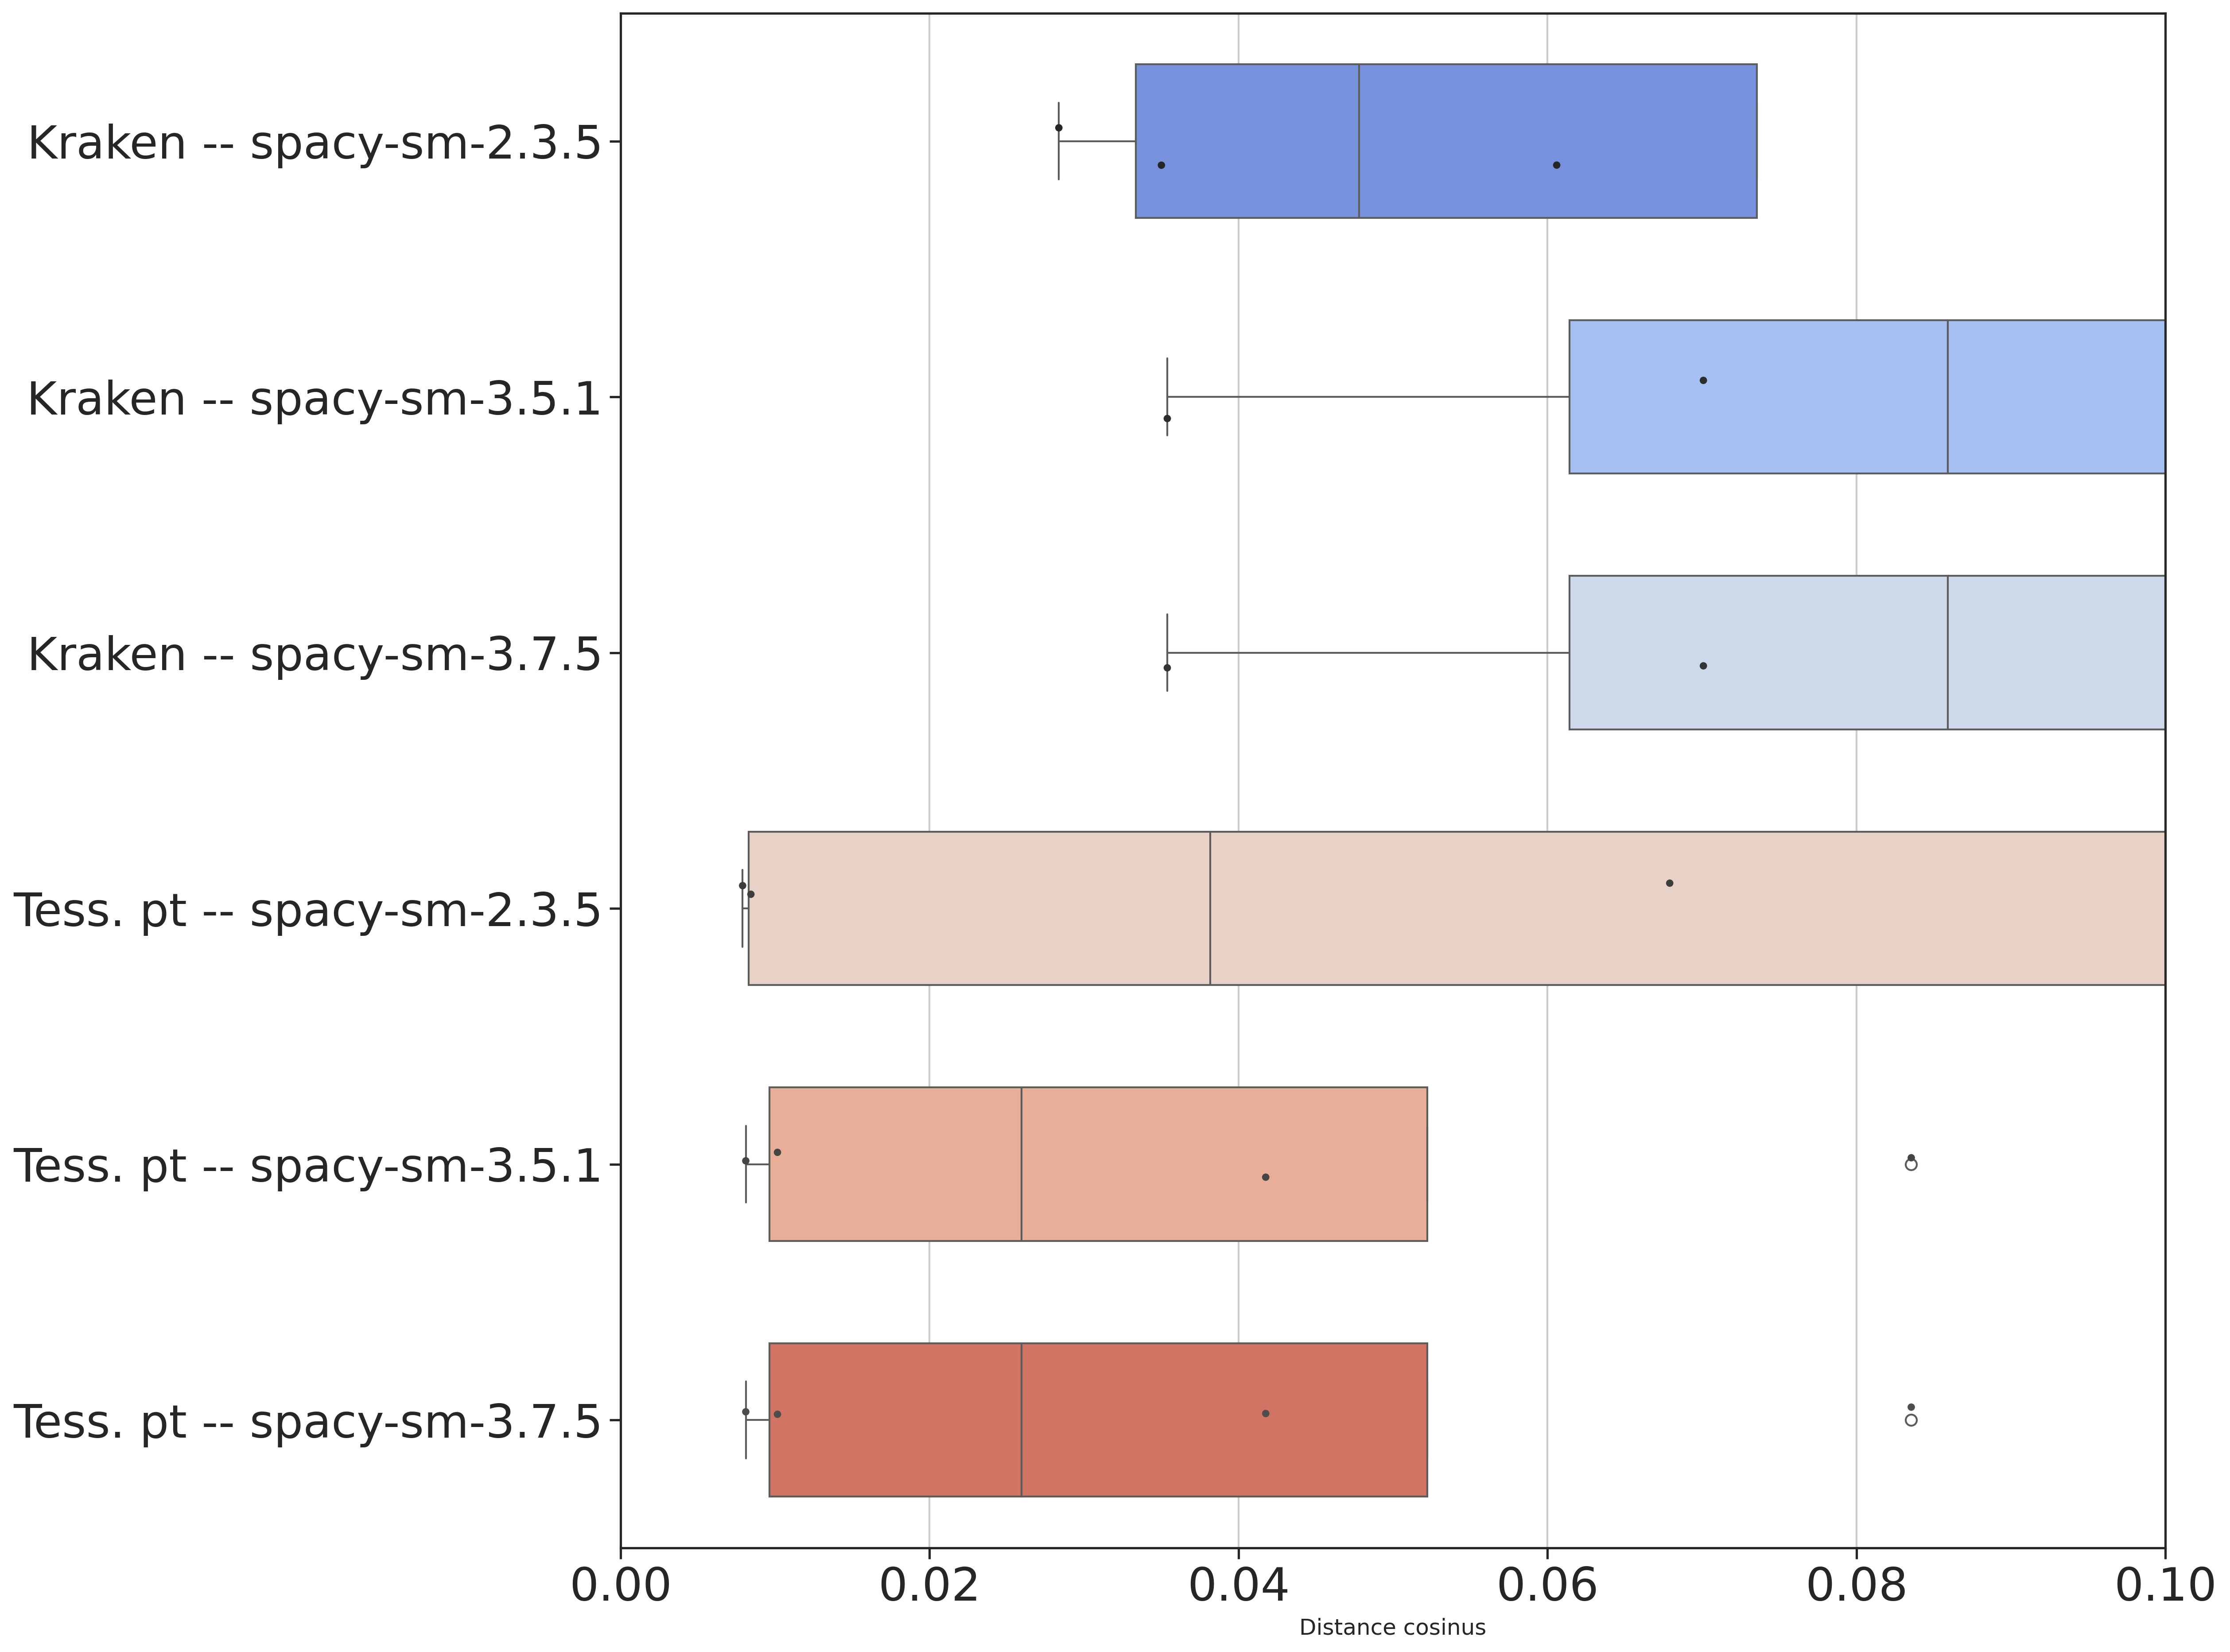 Kraken -- spacy-sm-2.3.5
Kraken -- spacy-sm-3.5.1
Kraken -- spacy-sm-3.7.5
Tess. pt -- spacy-sm-2.3.5
Tess. pt -- spacy-sm-3.5.1
Tess. pt -- spacy-sm-3.7.5
0.00 0.02 0.04 0.06 0.08 0.10
Distance cosinus